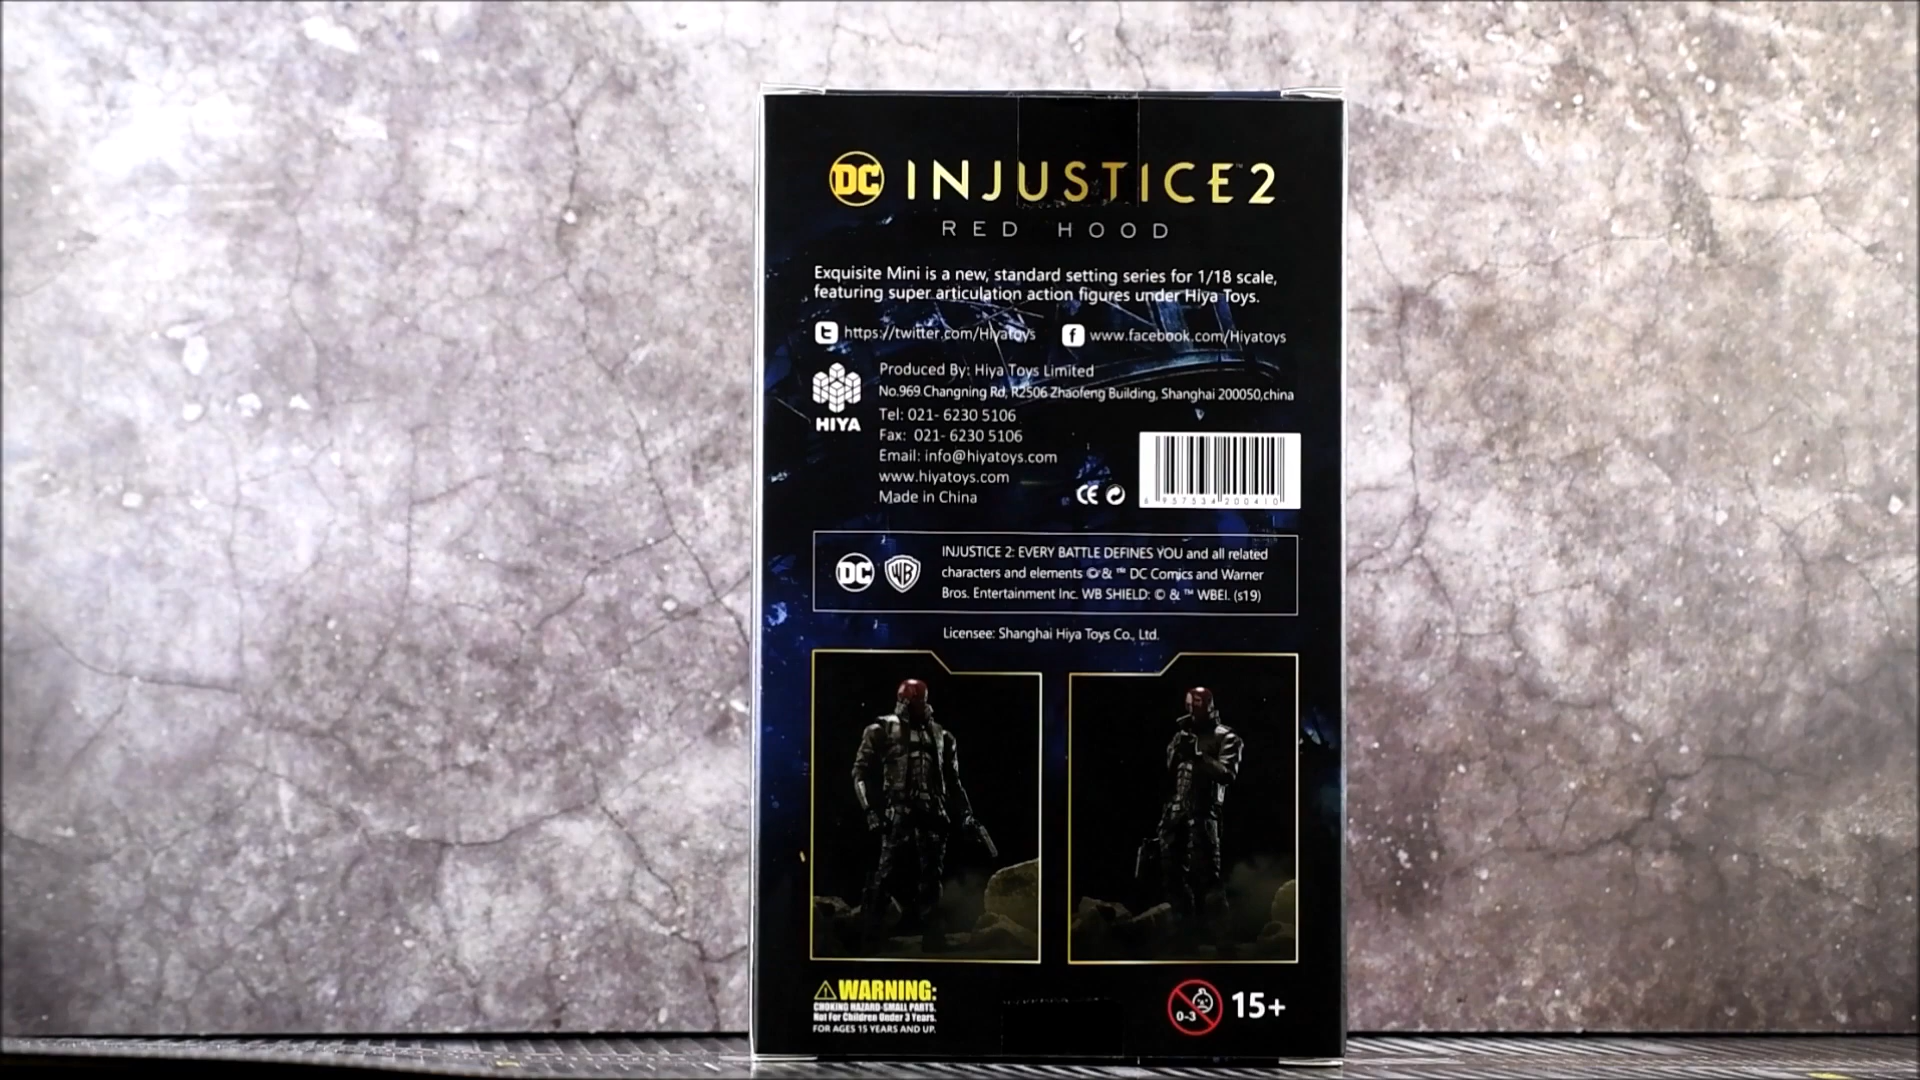 DC INJUSTICE 2™
RED HOOD
Exquisite Mini is a new, standard setting series for 1/18 scale,
featuring super articulation action figures under Hiya Toys.
https://twitter.com/Hiyatoys f www.facebook.com/Hiyatoys
HIYA
Produced By: Hiya Toys Limited
No.969 Changning Rd, R2506 Zhaofeng Building, Shanghai 200050,china
Tel: 021- 6230 5106
Fax: 021- 6230 5106
Email: info@hiyatoys.com
www.hiyatoys.com
Made in China
CE
6 957534 200410
DC WB
INJUSTICE 2: EVERY BATTLE DEFINES YOU and all related
characters and elements © & ™ DC Comics and Warner
Bros. Entertainment Inc. WB SHIELD: © & ™ WBEI. (s19)
Licensee: Shanghai Hiya Toys Co., Ltd.
WARNING:
CHOKING HAZARD-SMALL PARTS.
Not For Children Under 3 Years.
FOR AGES 15 YEARS AND UP.
0-3 15+